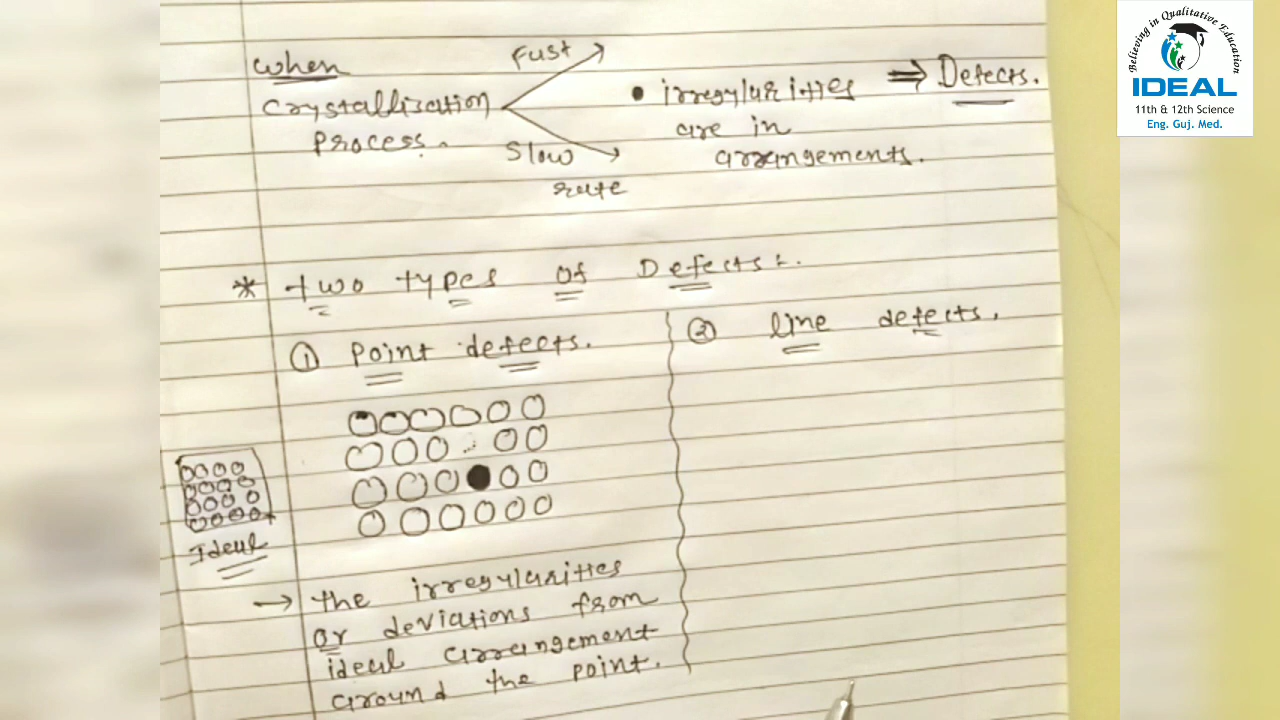 when
Fast
crystallisation
process.
Slow
rate
• irregularities ⇒ Defects.
are in
arrangements.
* two types of Defects:.
① Point defects.
② line defects.
Ideal
→ the irregularities
or deviations from
ideal arrangement
around the point.
Believing in Qualitative Education
IDEAL
11th & 12th Science
Eng. Guj. Med.